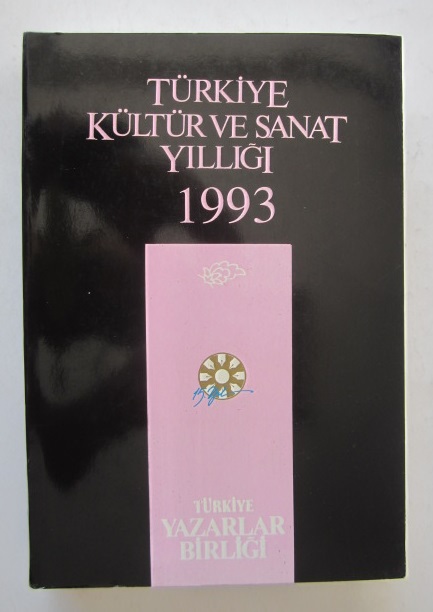 TÜRKİYE
KÜLTÜR VE SANAT
YILLIĞI
1993
TÜRKİYE
YAZARLAR
BİRLİĞİ